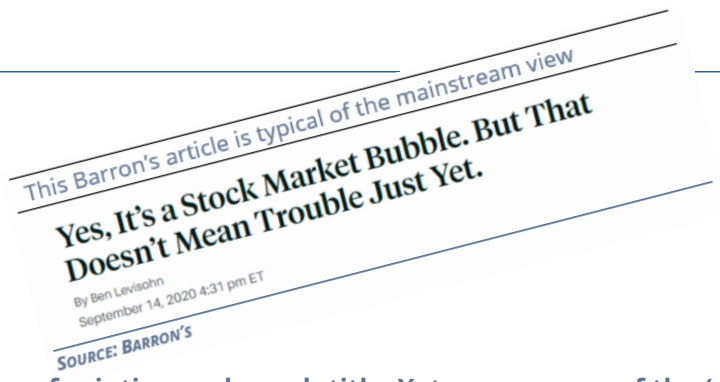 This Barron's article is typical of the mainstream view
Yes, It's a Stock Market Bubble. But That
Doesn't Mean Trouble Just Yet.
By Ben Levisohn
September 14, 2020 4:31 pm ET
SOURCE: BARRON'S